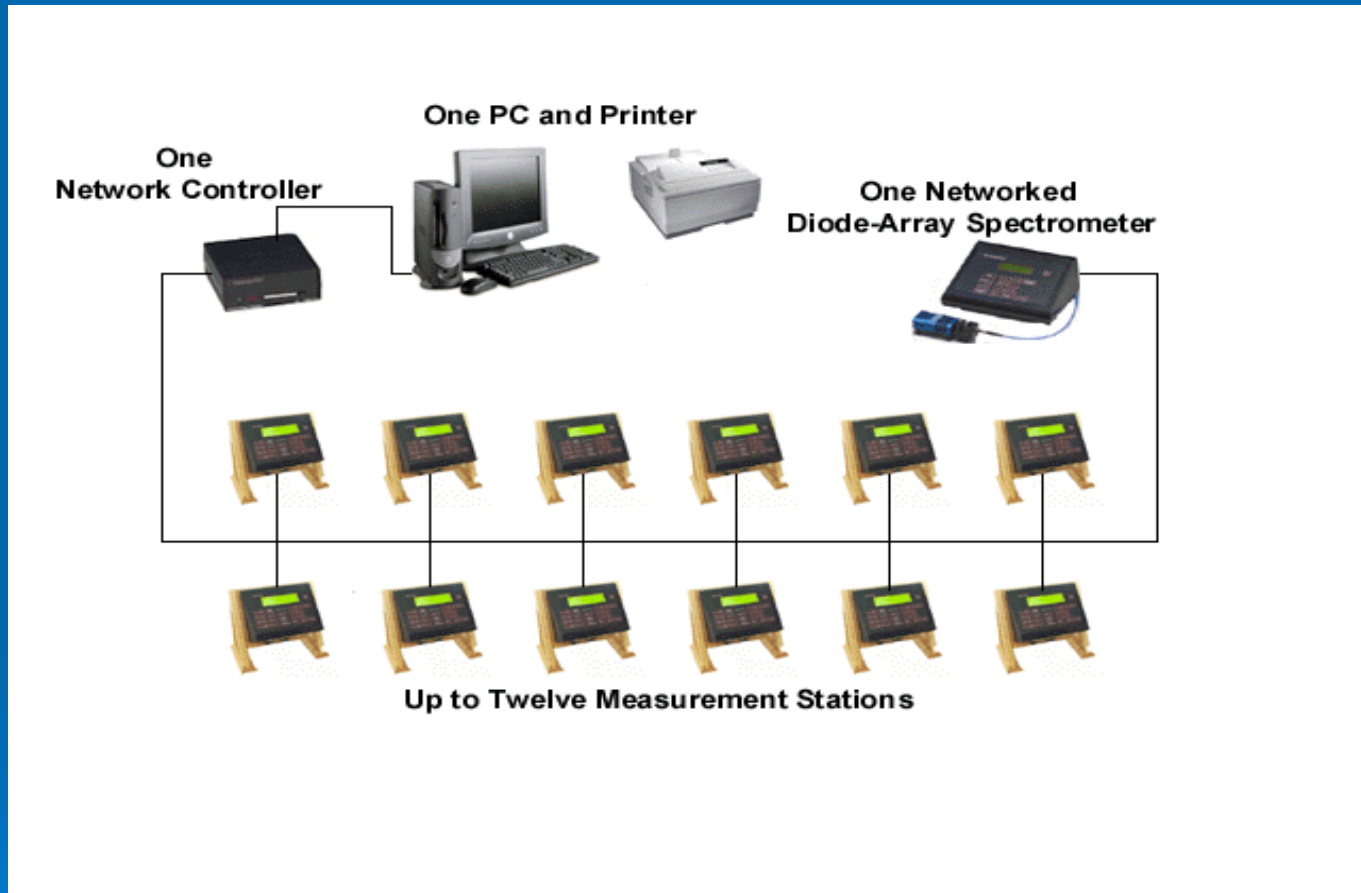 One PC and Printer
One
Network Controller
One Networked
Diode-Array Spectrometer
Up to Twelve Measurement Stations